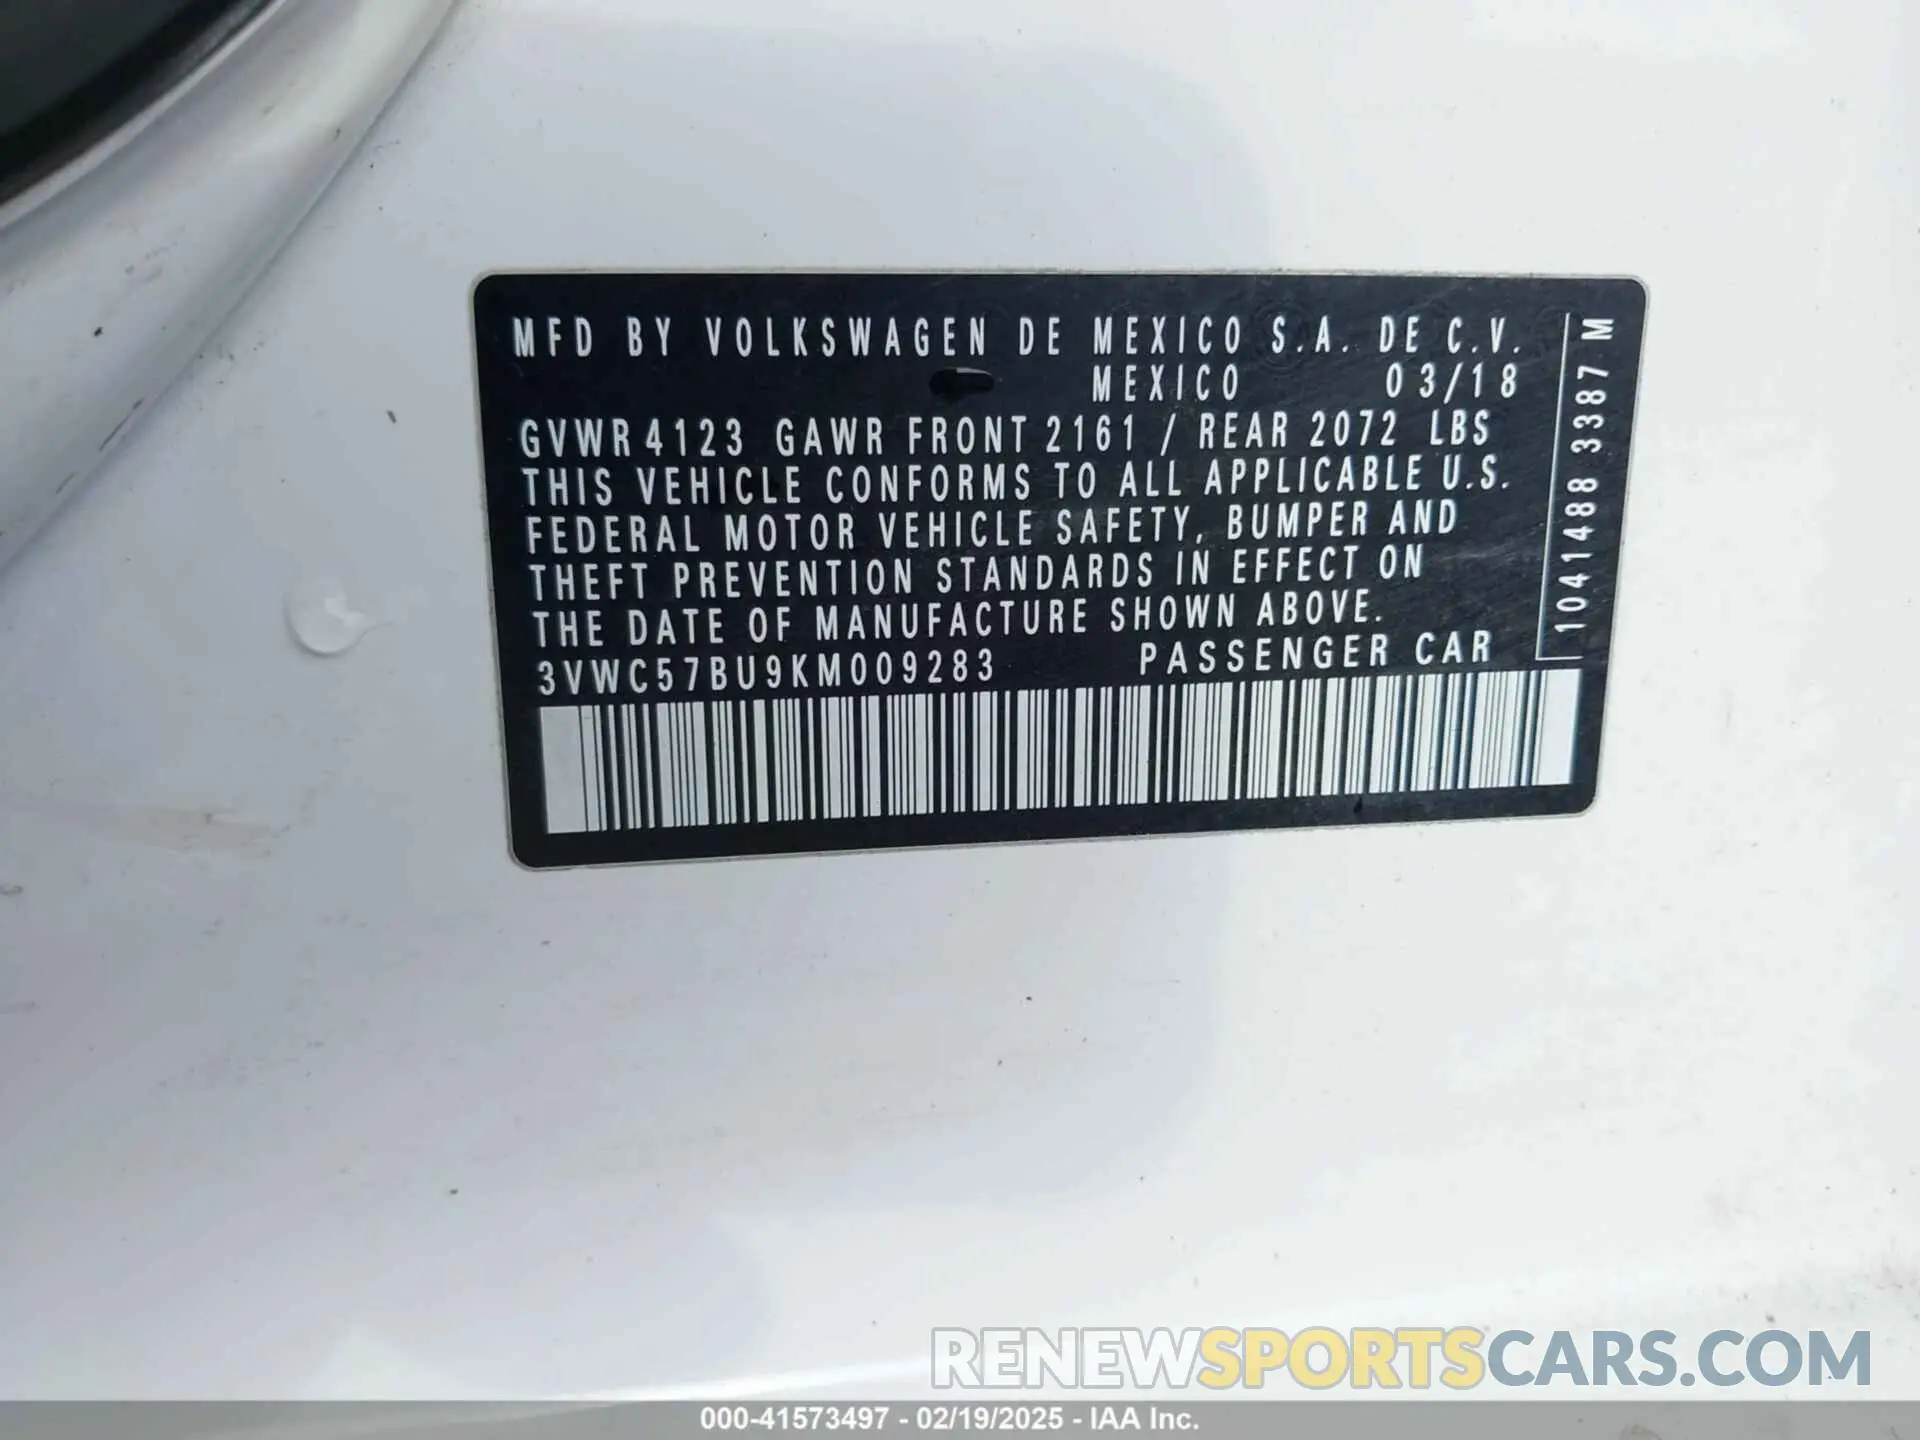 MFD BY VOLKSWAGEN DE MEXICO S.A. DE C.V.
MEXICO 03/18
GVWR 4123 GAWR FRONT 2161 / REAR 2072 LBS
THIS VEHICLE CONFORMS TO ALL APPLICABLE U.S.
FEDERAL MOTOR VEHICLE SAFETY, BUMPER AND
THEFT PREVENTION STANDARDS IN EFFECT ON
THE DATE OF MANUFACTURE SHOWN ABOVE.
3VWC57BU9KM009283 PASSENGER CAR
1041488 3387 M
RENEWSPORTSCARS.COM
000-41573497 - 02/19/2025 - IAA Inc.